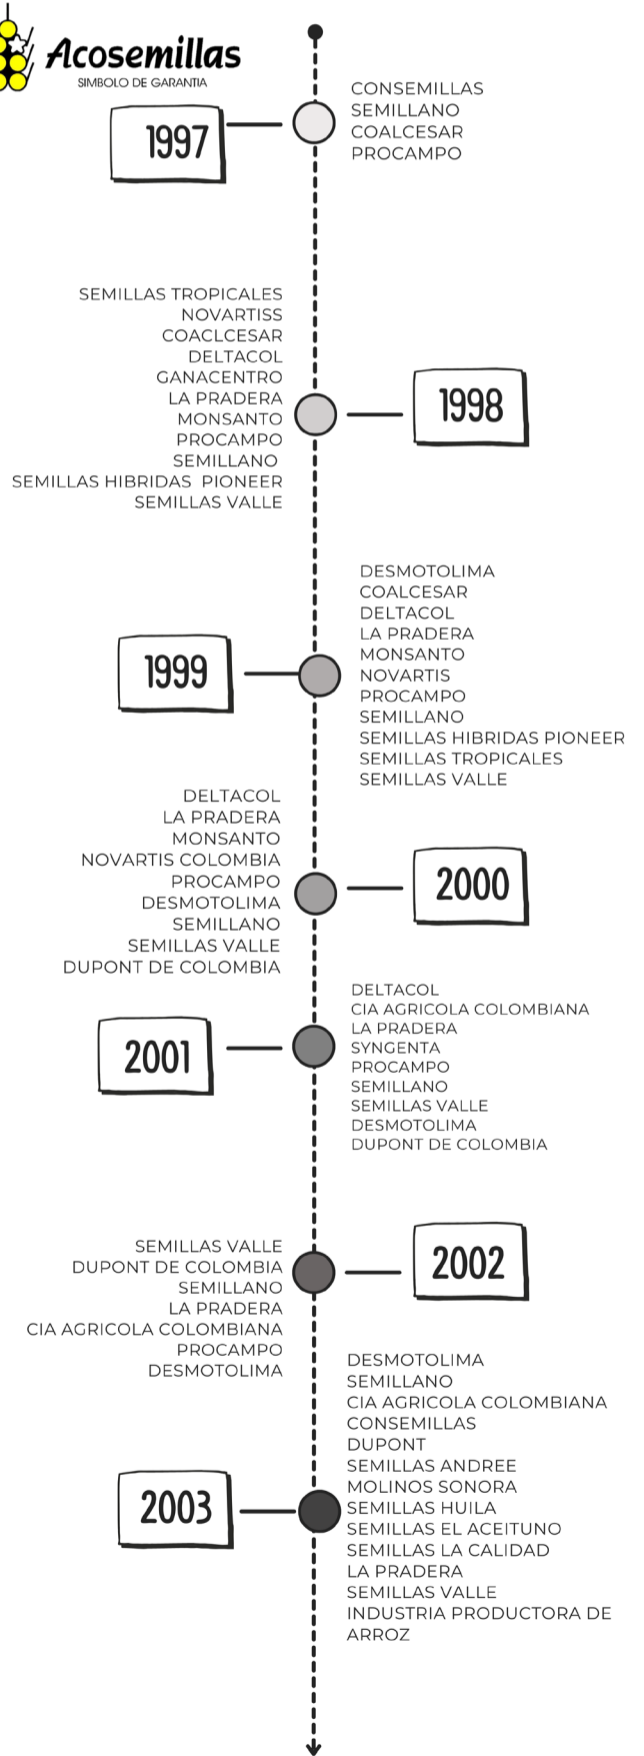 Acosemillas
SIMBOLO DE GARANTIA
1997
CONSEMILLAS
SEMILLANO
COALCESAR
PROCAMPO
1998
SEMILLAS TROPICALES
NOVARTISS
COACLCESAR
DELTACOL
GANACENTRO
LA PRADERA
MONSANTO
PROCAMPO
SEMILLANO
SEMILLAS HIBRIDAS PIONEER
SEMILLAS VALLE
1999
DESMOTOLIMA
COALCESAR
DELTACOL
LA PRADERA
MONSANTO
NOVARTIS
PROCAMPO
SEMILLANO
SEMILLAS HIBRIDAS PIONEER
SEMILLAS TROPICALES
SEMILLAS VALLE
2000
DELTACOL
LA PRADERA
MONSANTO
NOVARTIS COLOMBIA
PROCAMPO
DESMOTOLIMA
SEMILLANO
SEMILLAS VALLE
DUPONT DE COLOMBIA
2001
DELTACOL
CIA AGRICOLA COLOMBIANA
LA PRADERA
SYNGENTA
PROCAMPO
SEMILLANO
SEMILLAS VALLE
DESMOTOLIMA
DUPONT DE COLOMBIA
2002
SEMILLAS VALLE
DUPONT DE COLOMBIA
SEMILLANO
LA PRADERA
CIA AGRICOLA COLOMBIANA
PROCAMPO
DESMOTOLIMA
2003
DESMOTOLIMA
SEMILLANO
CIA AGRICOLA COLOMBIANA
CONSEMILLAS
DUPONT
SEMILLAS ANDREE
MOLINOS SONORA
SEMILLAS HUILA
SEMILLAS EL ACEITUNO
SEMILLAS LA CALIDAD
LA PRADERA
SEMILLAS VALLE
INDUSTRIA PRODUCTORA DE
ARROZ